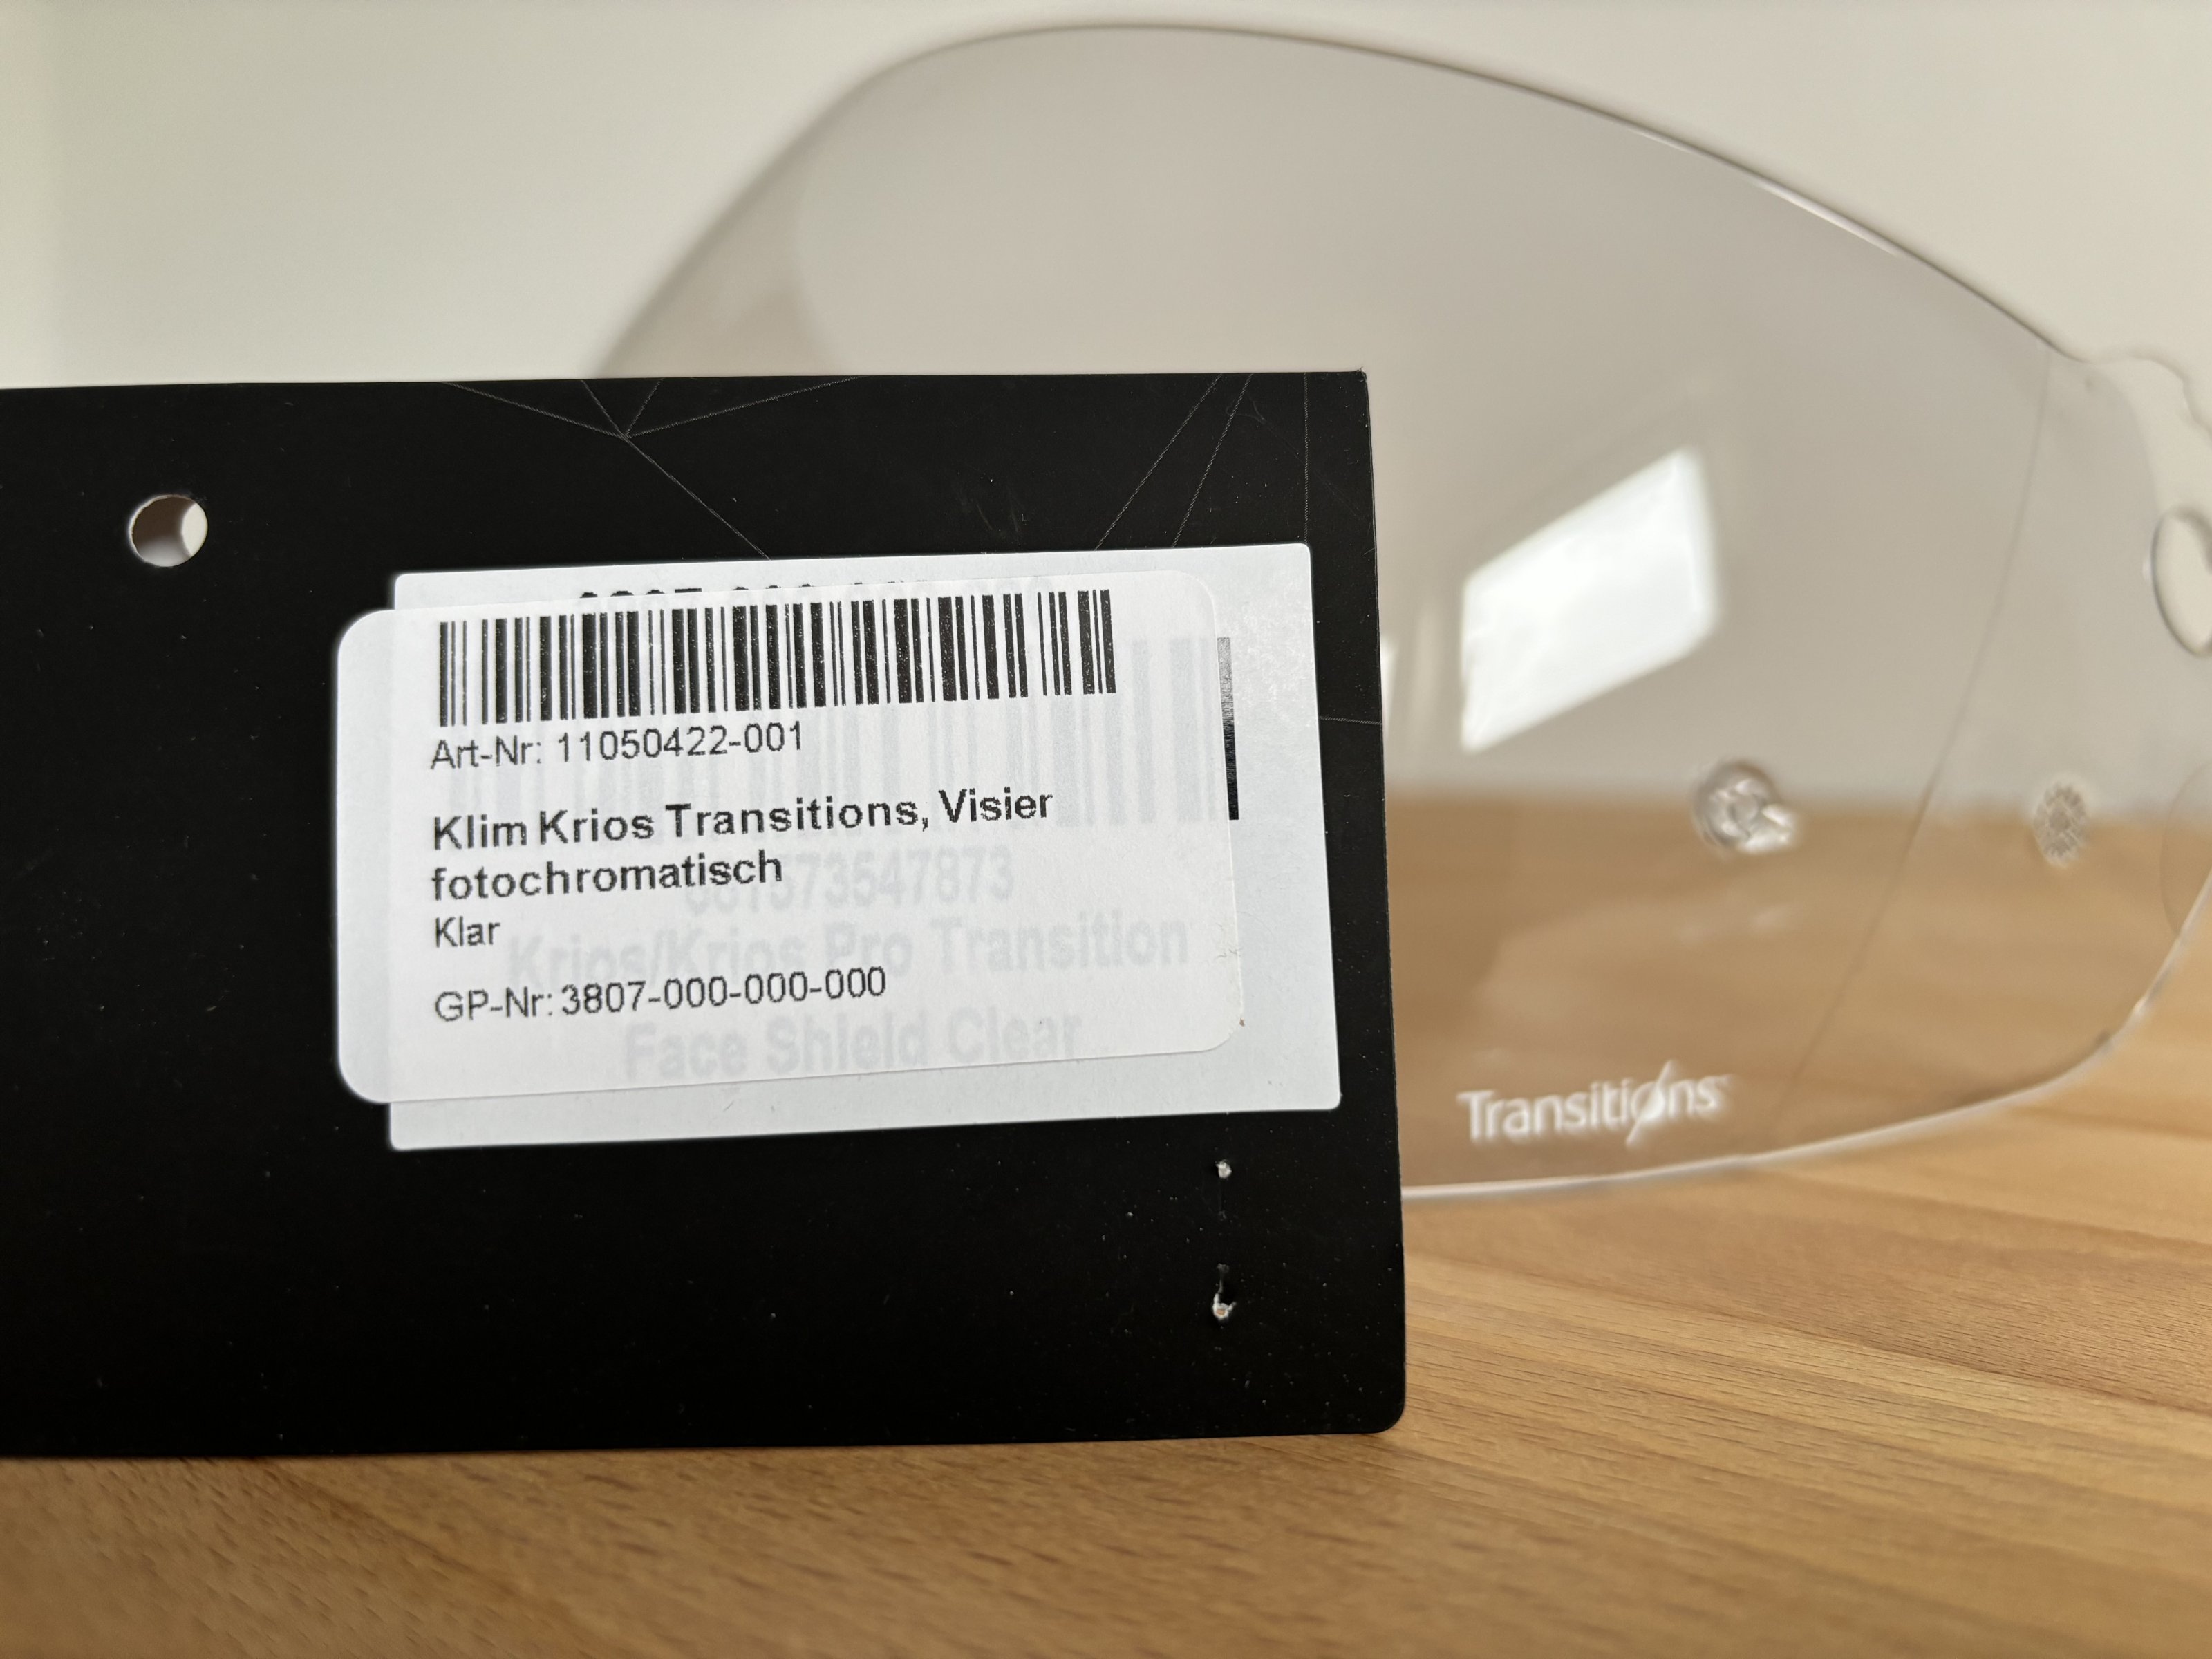 Art-Nr: 11050422-001
Klim Krios Transitions, Visier
fotochromatisch
Klar
GP-Nr: 3807-000-000-000
Krios/Krios Pro Transition
Face Shield Clear
Transitions